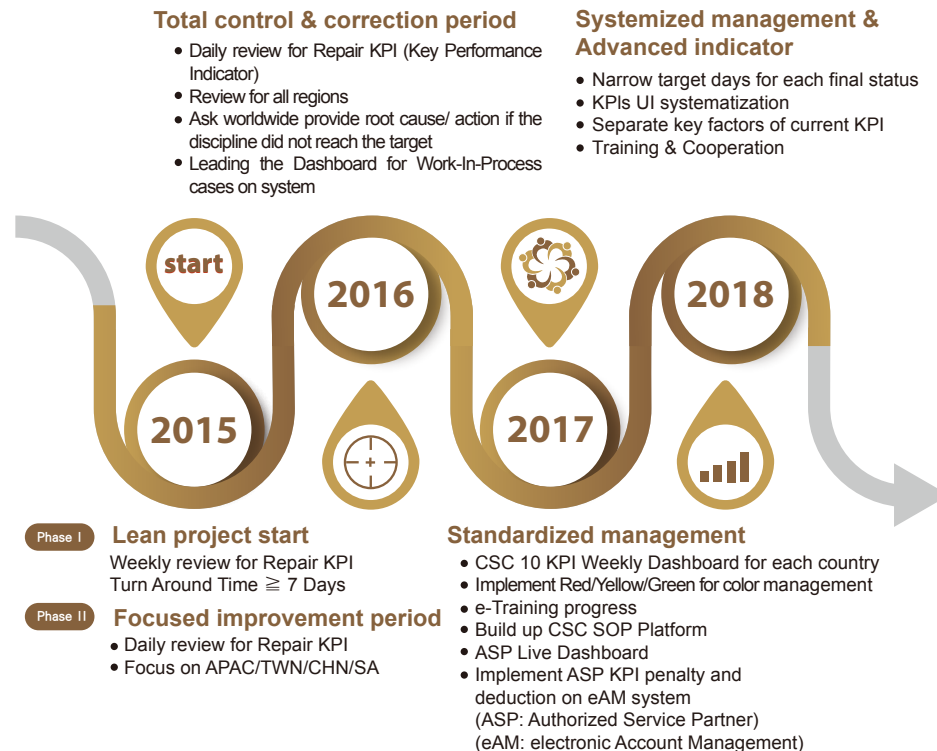 Total control & correction period
• Daily review for Repair KPI (Key Performance
Indicator)
• Review for all regions
• Ask worldwide provide root cause/ action if the
discipline did not reach the target
• Leading the Dashboard for Work-In-Process
cases on system
Systemized management &
Advanced indicator
• Narrow target days for each final status
• KPIs UI systematization
• Separate key factors of current KPI
• Training & Cooperation
start
2016
2018
2015
2017
Phase I
Lean project start
Weekly review for Repair KPI
Turn Around Time ≧ 7 Days
Phase II
Focused improvement period
• Daily review for Repair KPI
• Focus on APAC/TWN/CHN/SA
Standardized management
• CSC 10 KPI Weekly Dashboard for each country
• Implement Red/Yellow/Green for color management
• e-Training progress
• Build up CSC SOP Platform
• ASP Live Dashboard
• Implement ASP KPI penalty and
deduction on eAM system
(ASP: Authorized Service Partner)
(eAM: electronic Account Management)